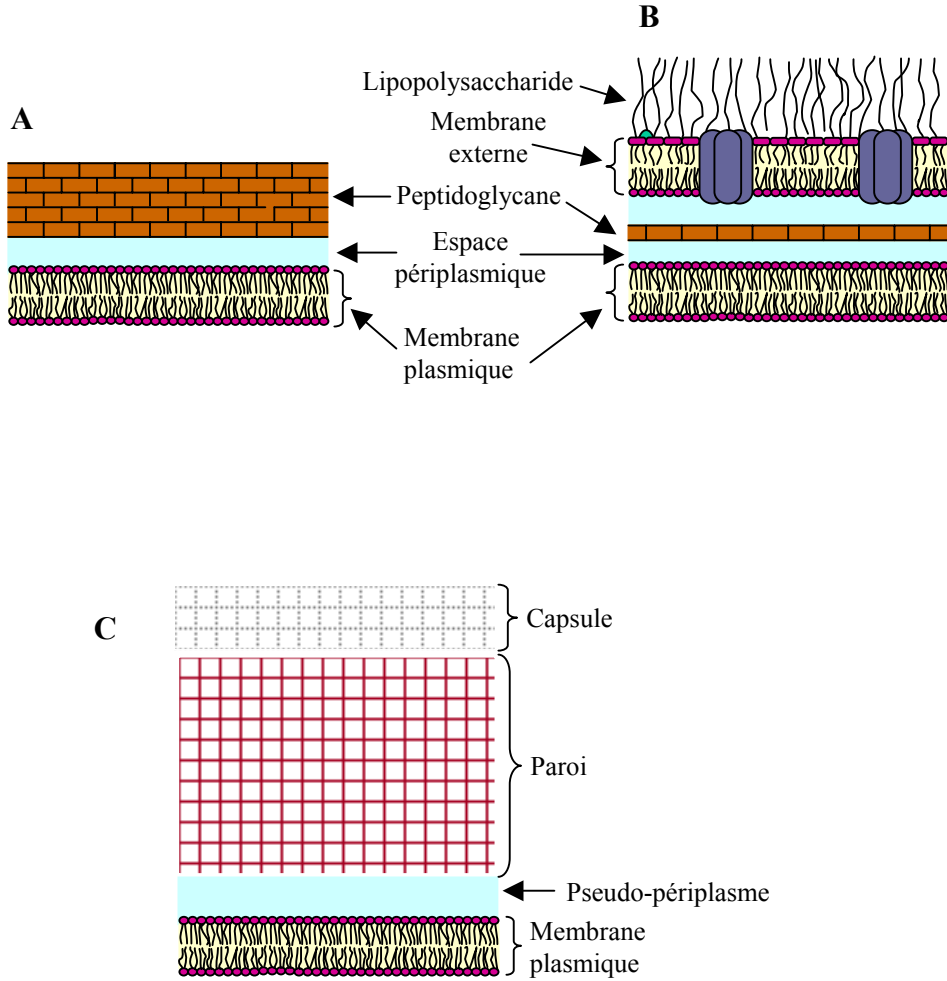 B
Lipopolysaccharide
A
Membrane
externe
Peptidoglycane
Espace
périplasmique
Membrane
plasmique
C
Capsule
Paroi
Pseudo-périplasme
Membrane
plasmique